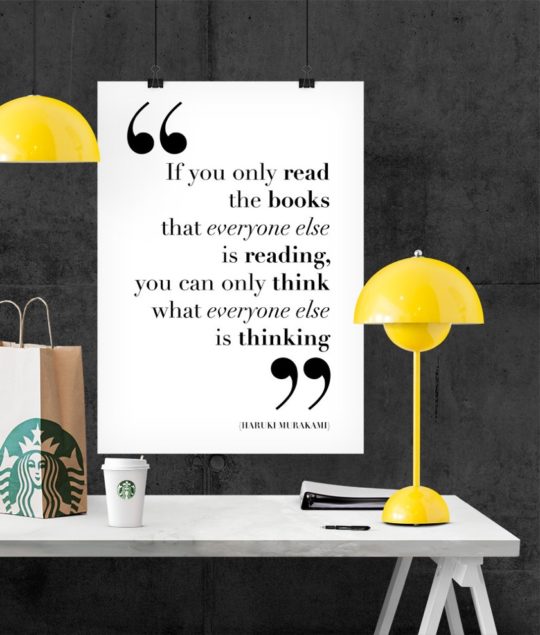 “
If you only read
the books
that everyone else
is reading,
you can only think
what everyone else
is thinking
”
{HARUKI MURAKAMI}